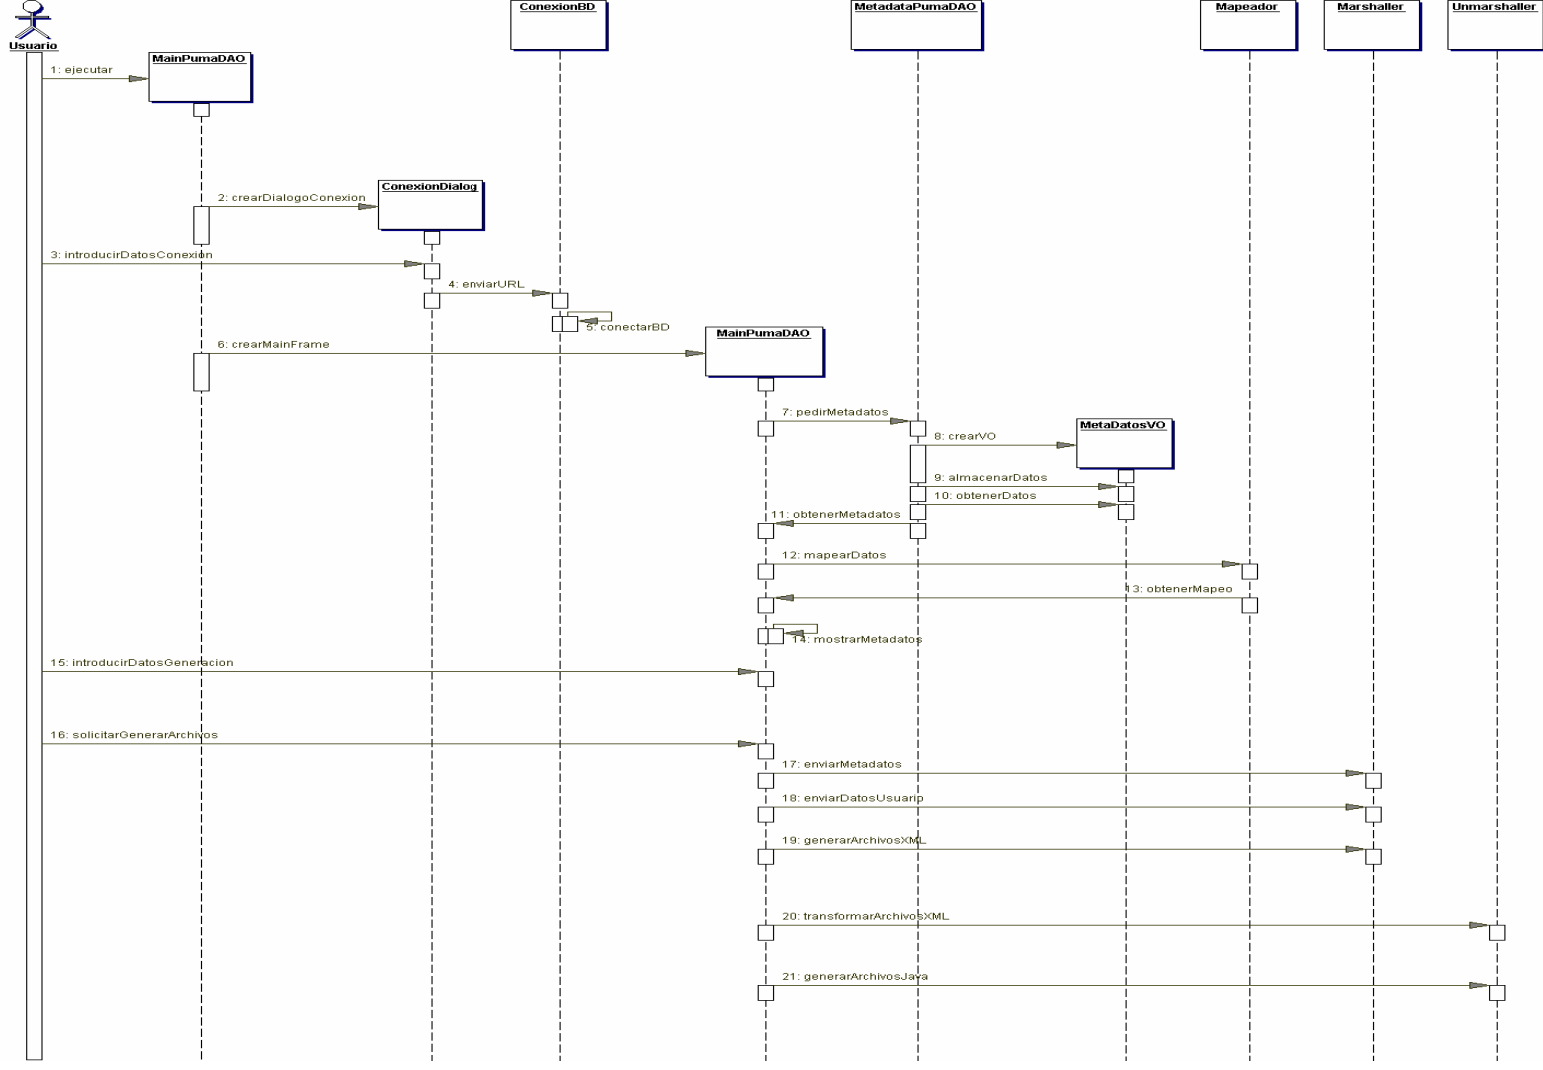 ConexionBD
MetadataPumaDAO
Mapeador
Marshaller
Unmarshaller
Usuario
MainPumaDAO
1: ejecutar
ConexionDialog
2: crearDialogoConexion
3: introducirDatosConexión
4: enviarURL
5: conectarBD
MainPumaDAO
6: crearMainFrame
7: pedirMetadatos
MetaDatosVO
8: crearVO
9: almacenarDatos
10: obtenerDatos
11: obtenerMetadatos
12: mapearDatos
13: obtenerMapeo
14: mostrarMetadatos
15: introducirDatosGeneracion
16: solicitarGenerarArchivos
17: enviarMetadatos
18: enviarDatosUsuario
19: generarArchivosXML
20: transformarArchivosXML
21: generarArchivosJava